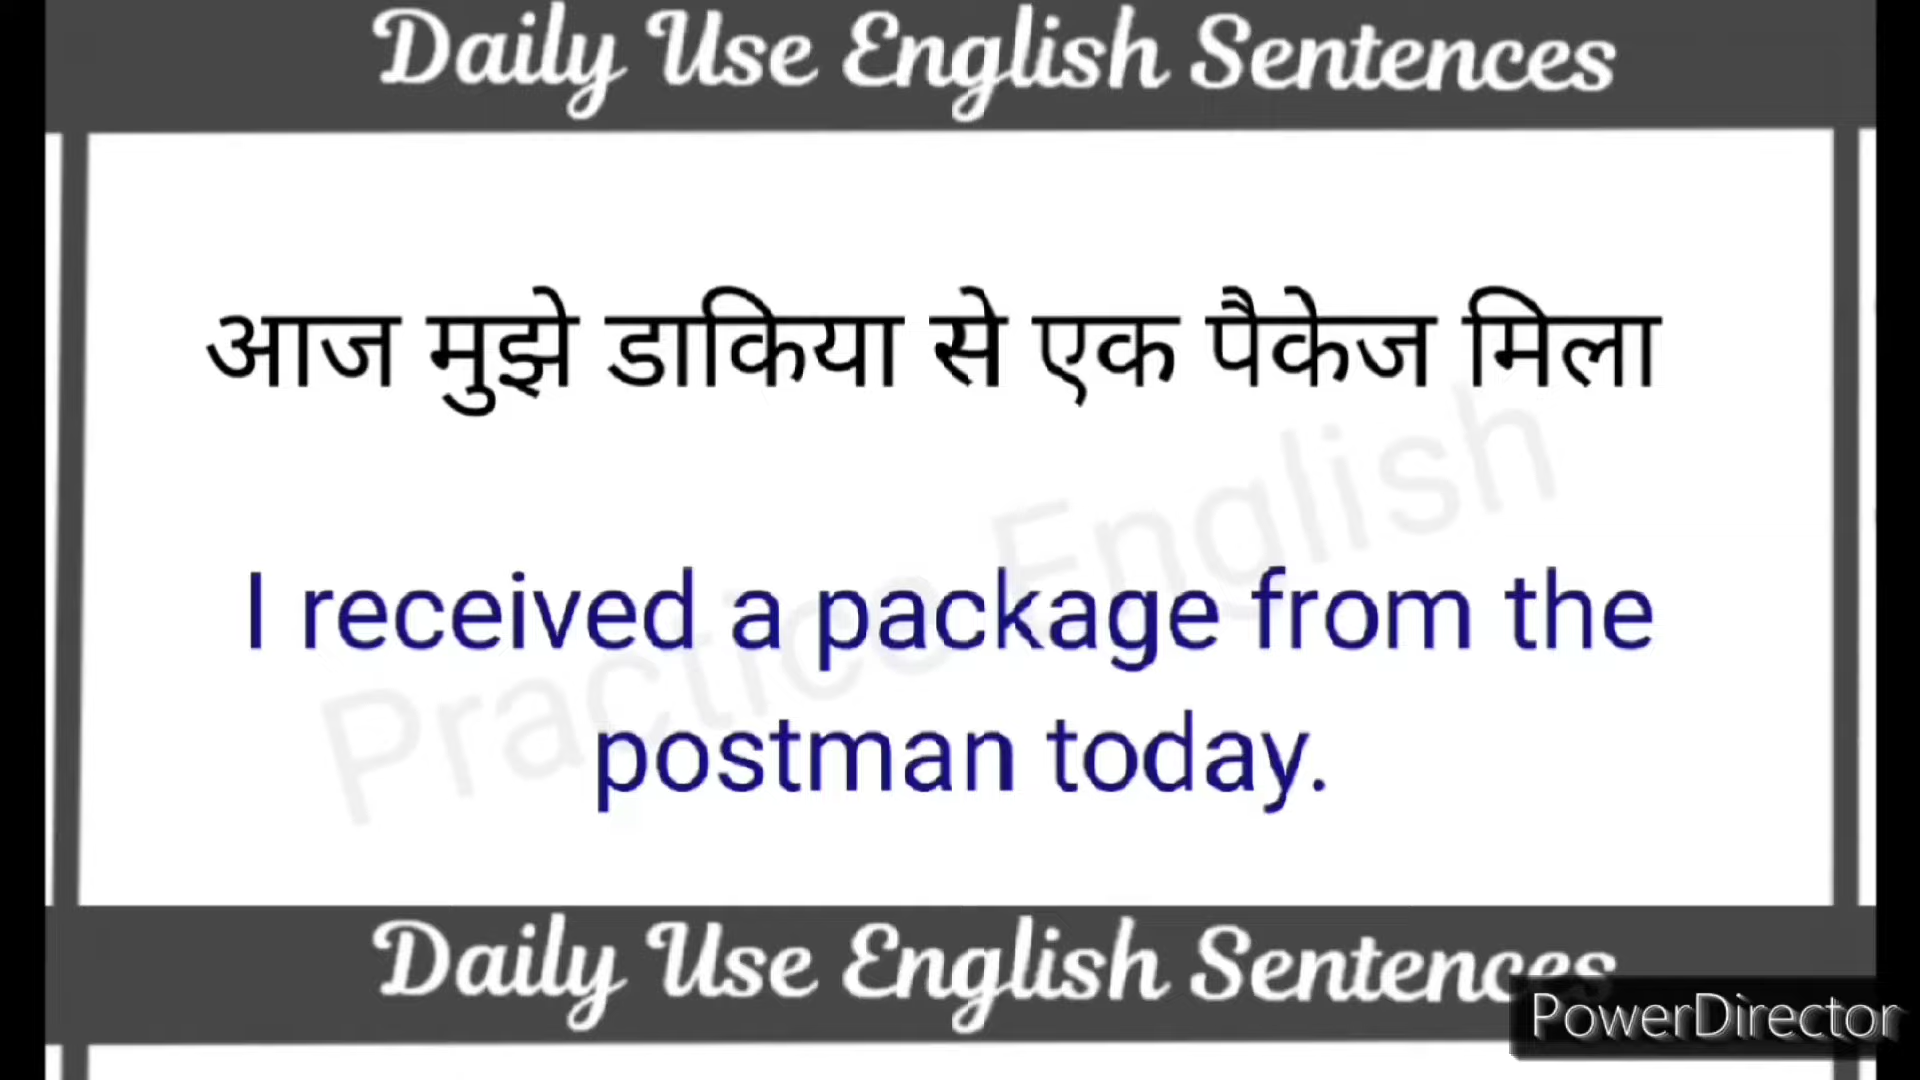 Daily Use English Sentences
आज मुझे डाकिया से एक पैकेज मिला
Practice English
I received a package from the
postman today.
Daily Use English Sentences
PowerDirector